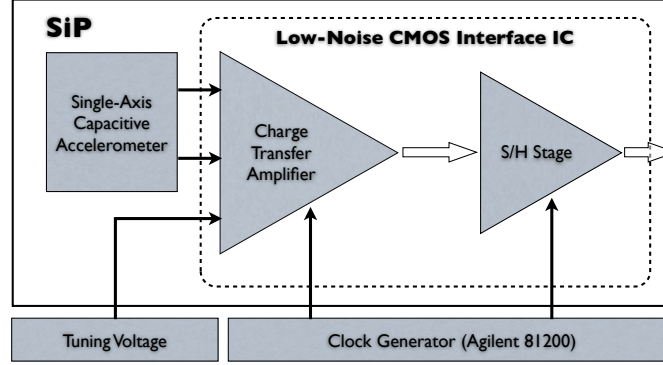 SiP
Low-Noise CMOS Interface IC
Single-Axis
Capacitive
Accelerometer
Charge
Transfer
Amplifier
S/H Stage
Tuning Voltage
Clock Generator (Agilent 81200)